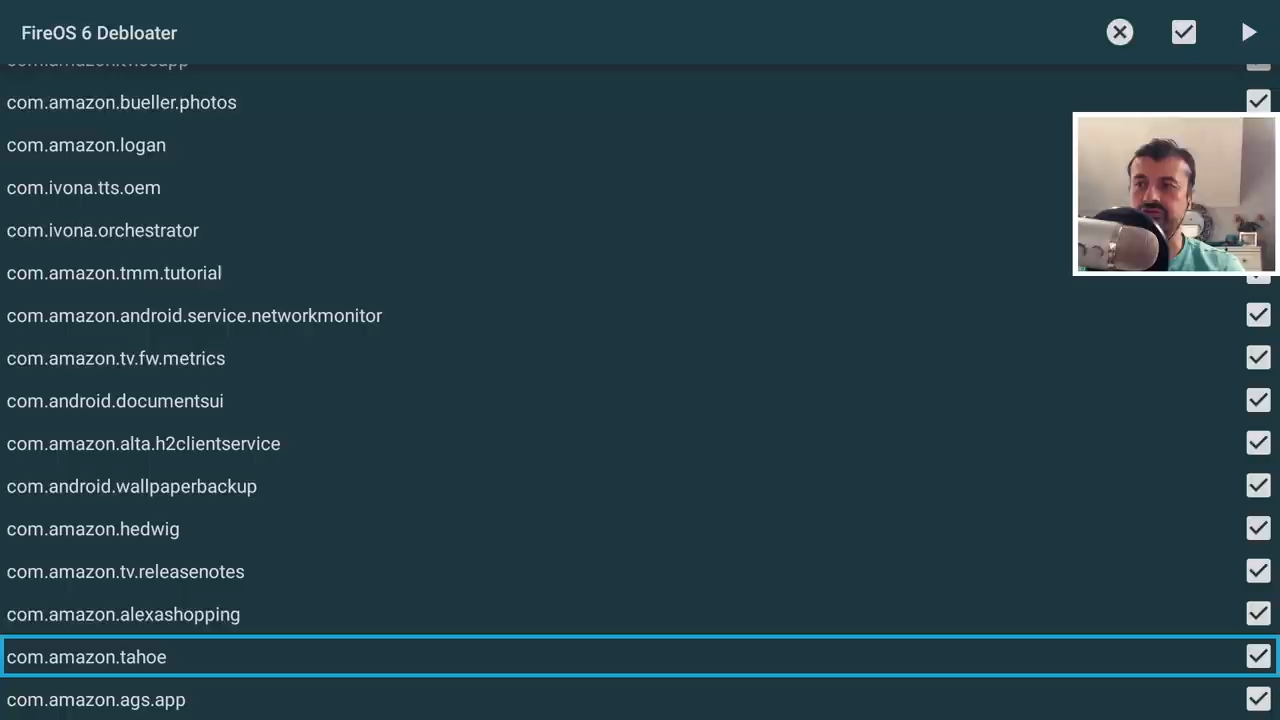 FireOS 6 Debloater
com.amazon.bueller.photos
com.amazon.logan
com.ivona.tts.oem
com.ivona.orchestrator
com.amazon.tmm.tutorial
com.amazon.android.service.networkmonitor
com.amazon.tv.fw.metrics
com.android.documentsui
com.amazon.alta.h2clientservice
com.android.wallpaperbackup
com.amazon.hedwig
com.amazon.tv.releasenotes
com.amazon.alexashopping
com.amazon.tahoe
com.amazon.ags.app